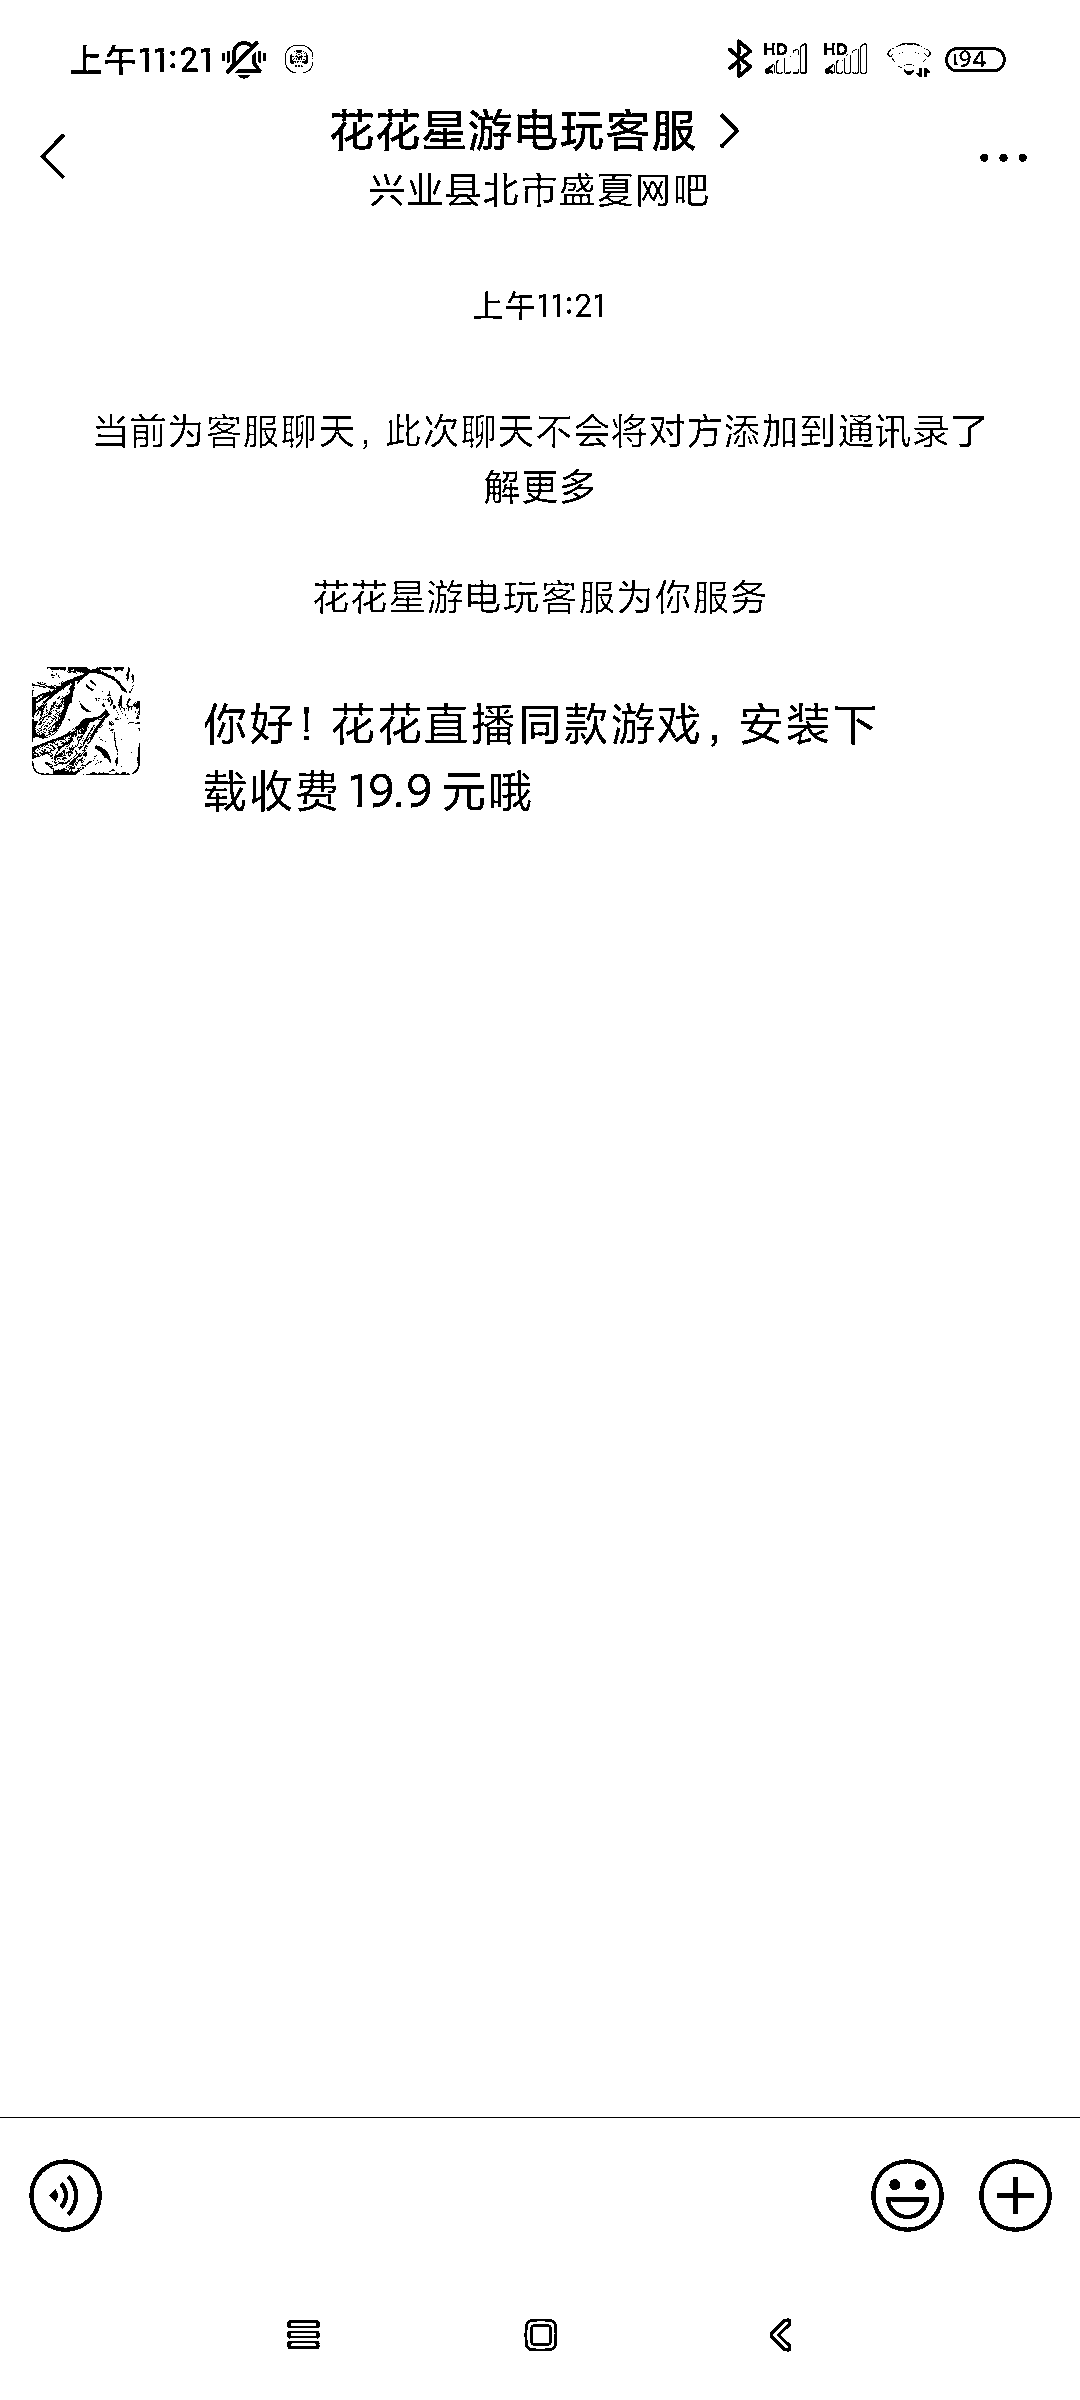 上午11:21
HD HD 94
花花星游电玩客服
兴业县北市盛夏网吧
上午11:21
当前为客服聊天，此次聊天不会将对方添加到通讯录了
解更多
花花星游电玩客服为你服务
你好！花花直播同款游戏，安装下
载收费 19.9 元哦